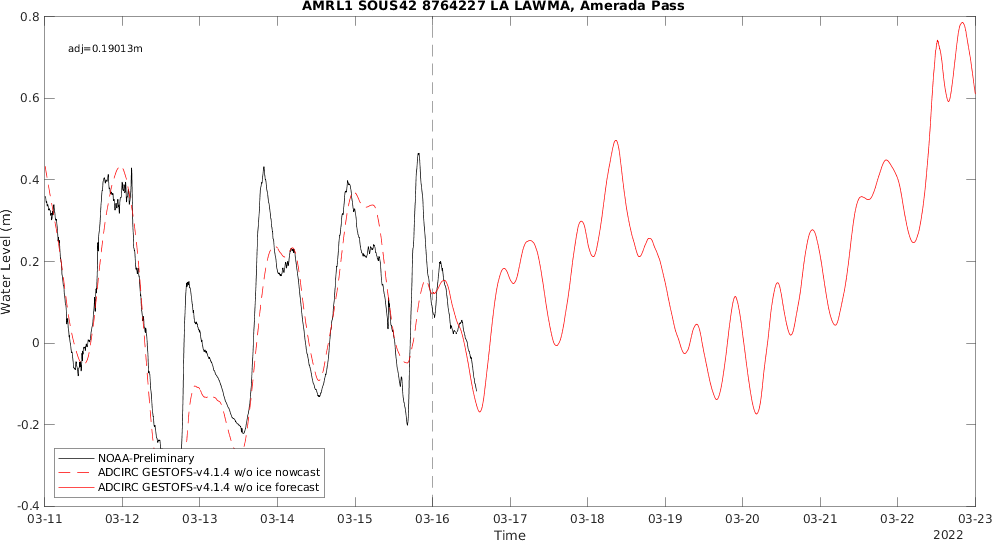 AMRL1 SOUS42 8764227 LA LAWMA, Amerada Pass
adj=0.19013m
0.8
0.6
0.4
0.2
0
-0.2
-0.4
Water Level (m)
NOAA-Preliminary
ADCIRC GESTOFS-v4.1.4 w/o ice nowcast
ADCIRC GESTOFS-v4.1.4 w/o ice forecast
03-11 03-12 03-13 03-14 03-15 03-16 03-17 03-18 03-19 03-20 03-21 03-22 03-23
Time
2022